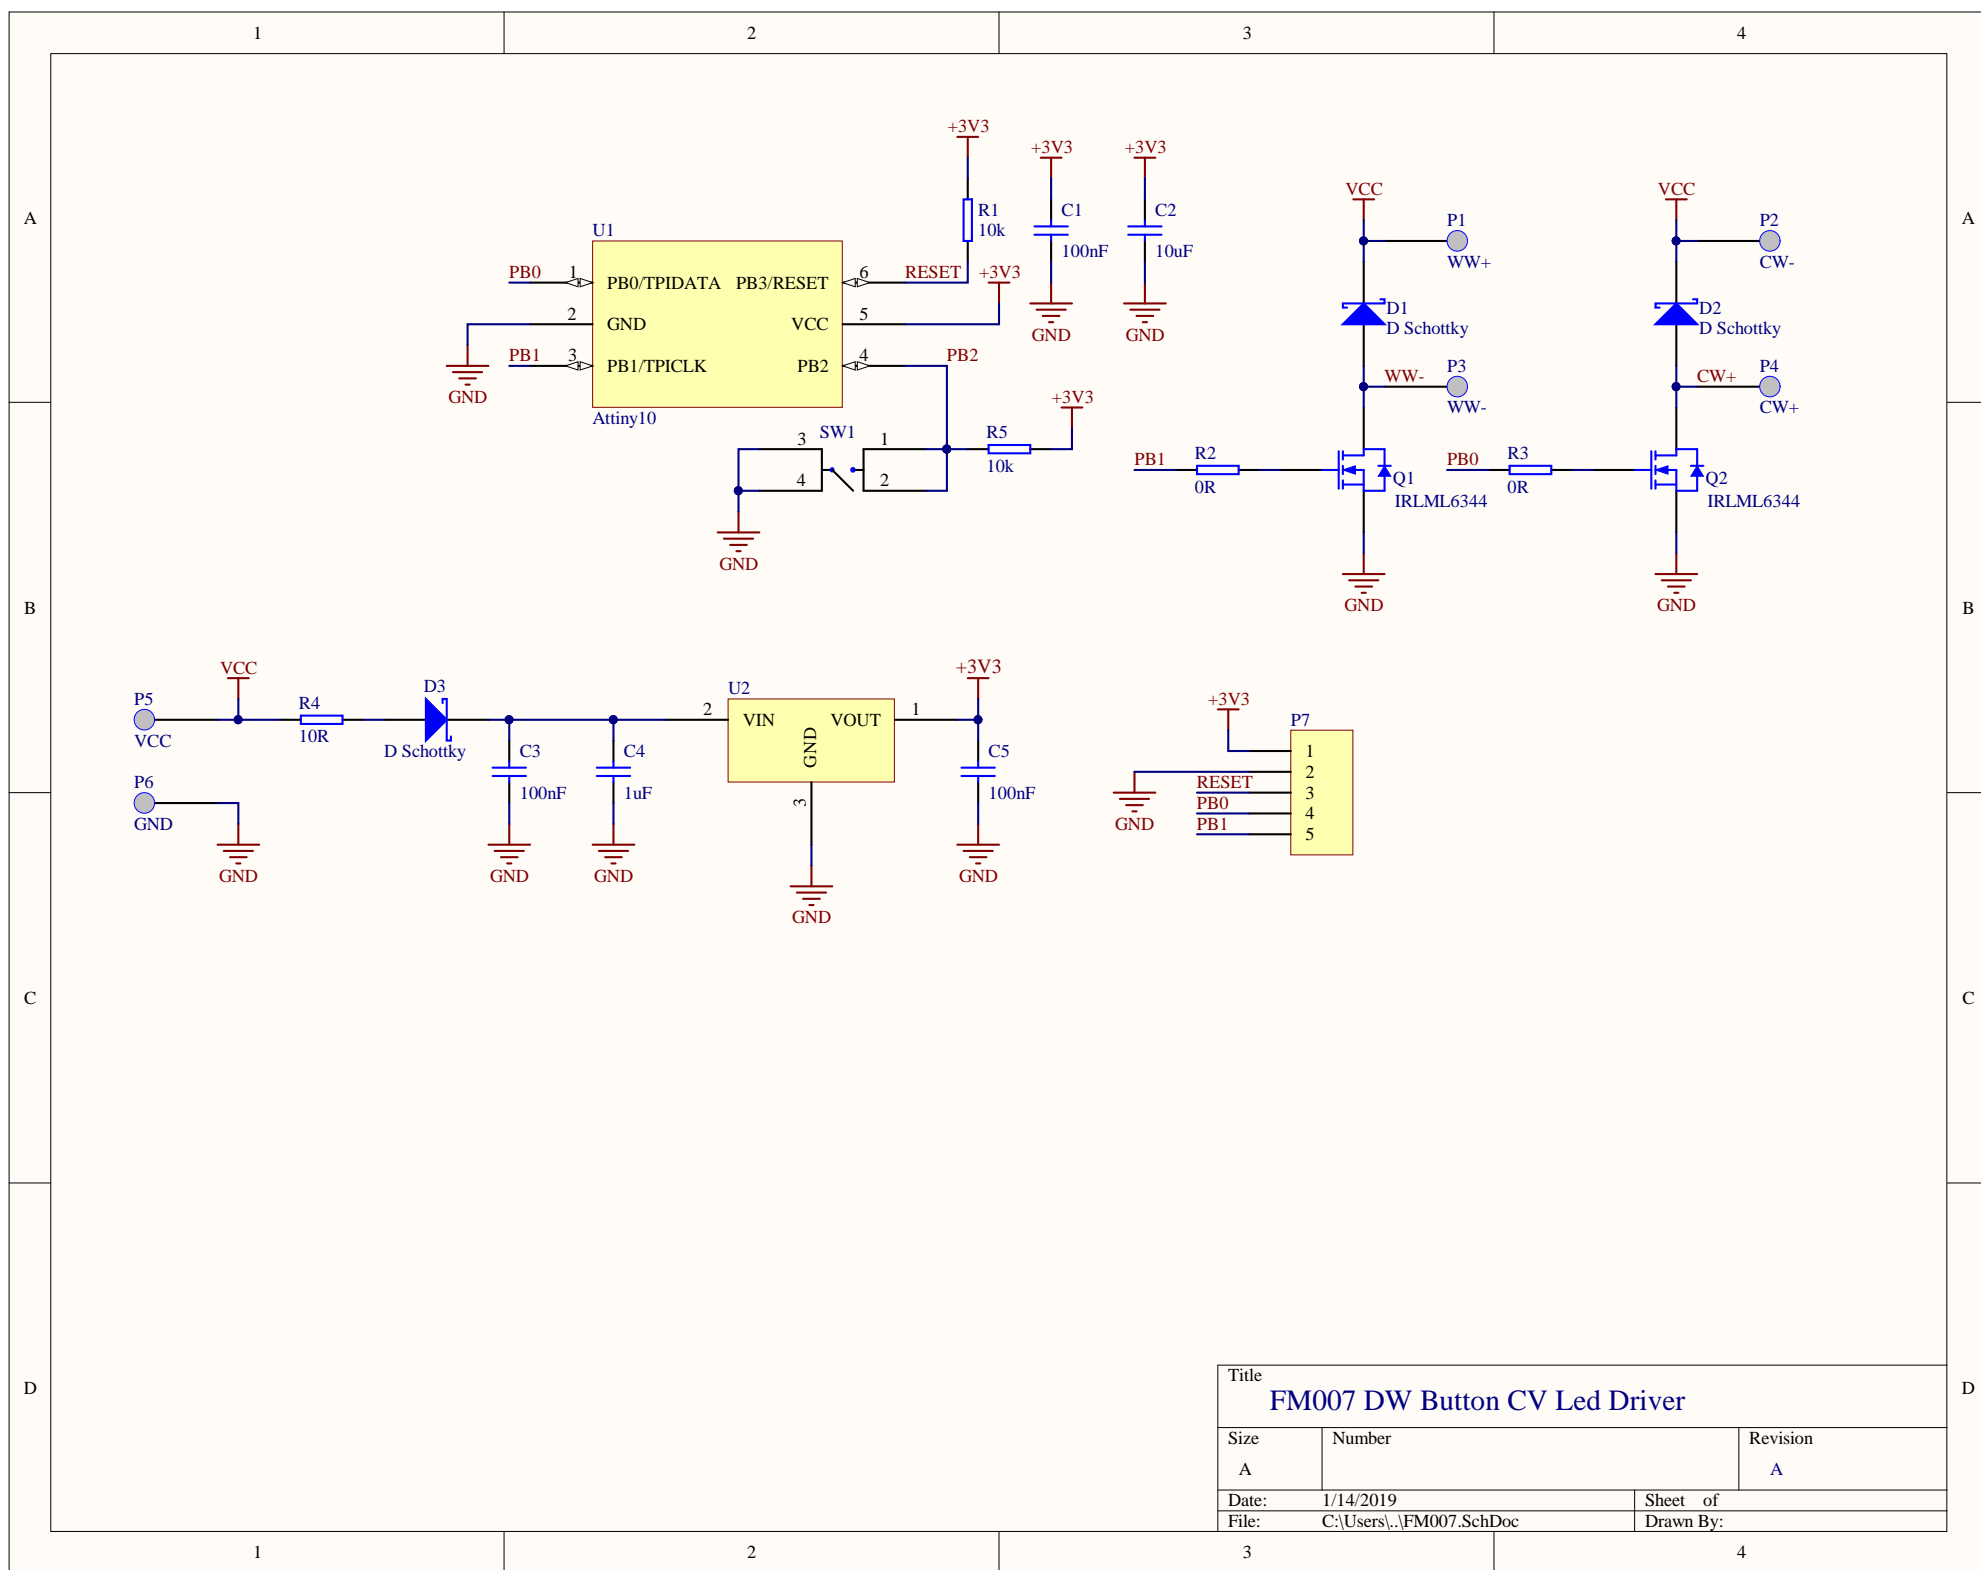 1 2 3 4
A A
+3V3
+3V3 +3V3
VCC VCC
R1
10k
C1
100nF
C2
10uF
P1
WW+
P2
CW-
U1
PB0 1 PB0/TPIDATA PB3/RESET 6 RESET +3V3
2 GND VCC 5
PB1 3 PB1/TPICLK PB2 4 PB2
GND
Attiny10
GND GND
D1
D Schottky
D2
D Schottky
WW- P3
WW-
CW+ P4
CW+
+3V3
SW1
3 1
4 2
R5
10k
GND
PB1 R2
0R
Q1
IRLML6344
PB0 R3
0R
Q2
IRLML6344
GND GND
B B
VCC
P5
VCC
R4
10R
D3
D Schottky
U2
2 VIN VOUT 1
GND
3
+3V3
C3
100nF
C4
1uF
C5
100nF
P6
GND
GND GND GND GND
GND
+3V3
P7
1
2
RESET 3
PB0 4
PB1 5
GND
C C
D D
Title
FM007 DW Button CV Led Driver
Size Number Revision
A A
Date: 1/14/2019 Sheet of
File: C:\Users\..\FM007.SchDoc Drawn By:
1 2 3 4